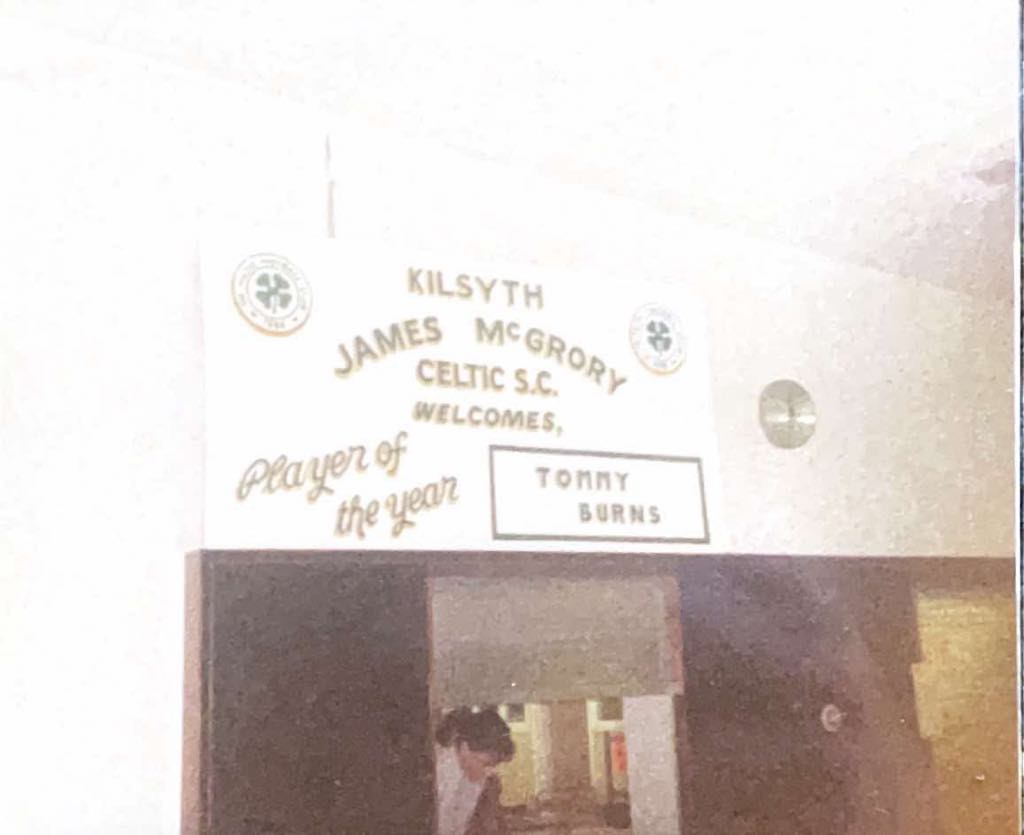 KILSYTH
JAMES McGRORY
CELTIC S.C.
WELCOMES,
Player of
the year
TOMMY
BURNS